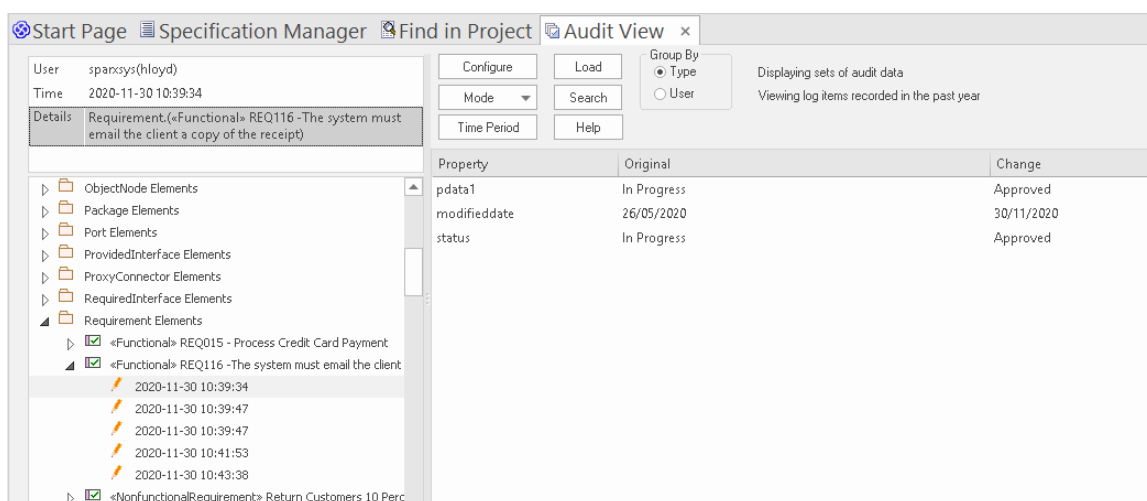 Start Page Specification Manager Find in Project Audit View ×
User sparxsys(hloyd)
Time 2020-11-30 10:39:34
Details Requirement.(«Functional» REQ116 -The system must
email the client a copy of the receipt)
ObjectNode Elements
Package Elements
Port Elements
ProvidedInterface Elements
ProxyConnector Elements
RequiredInterface Elements
Requirement Elements
«Functional» REQ015 - Process Credit Card Payment
«Functional» REQ116 -The system must email the client
2020-11-30 10:39:34
2020-11-30 10:39:47
2020-11-30 10:39:47
2020-11-30 10:41:53
2020-11-30 10:43:38
«NonfunctionalRequirement» Return Customers 10 Perc
Configure Load
Mode Search
Time Period Help
Group By
Type
User
Displaying sets of audit data
Viewing log items recorded in the past year
Property Original Change
pdata1 In Progress Approved
modifieddate 26/05/2020 30/11/2020
status In Progress Approved